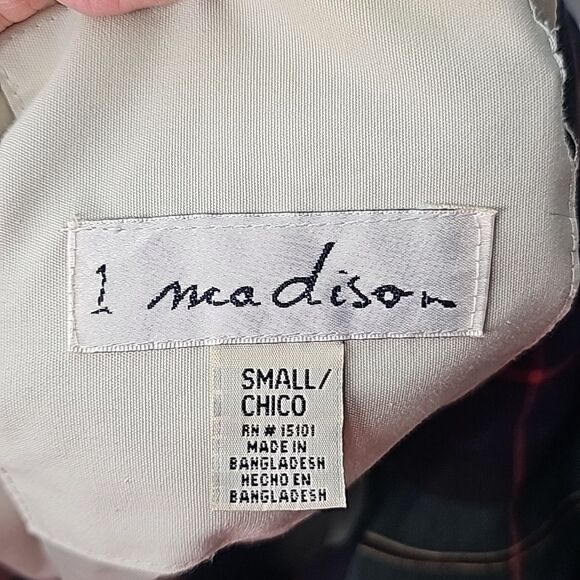 1 madison
SMALL/
CHICO
RN # 15101
MADE IN
BANGLADESH
HECHO EN
BANGLADESH